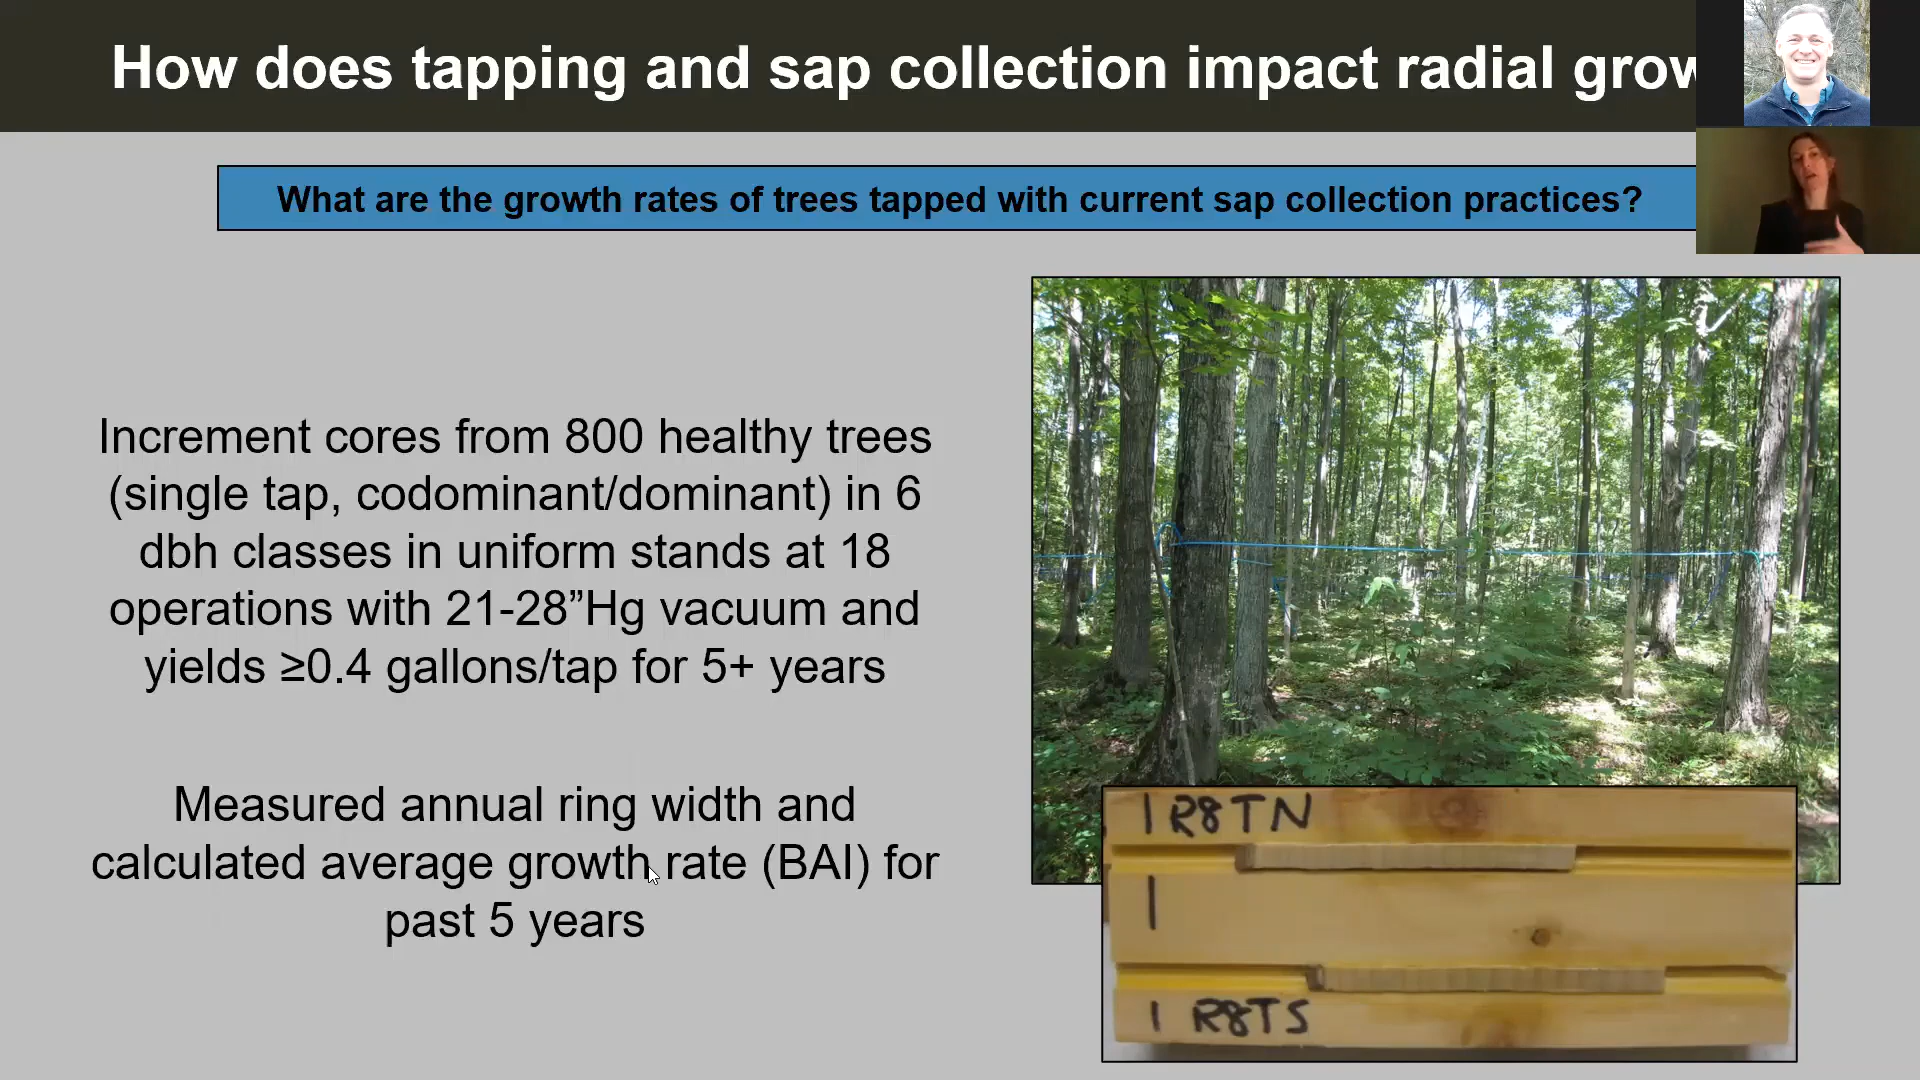 How does tapping and sap collection impact radial grow
What are the growth rates of trees tapped with current sap collection practices?
Increment cores from 800 healthy trees
(single tap, codominant/dominant) in 6
dbh classes in uniform stands at 18
operations with 21-28”Hg vacuum and
yields ≥0.4 gallons/tap for 5+ years
Measured annual ring width and
calculated average growth rate (BAI) for
past 5 years
1 R8TN
1
1 R8TS